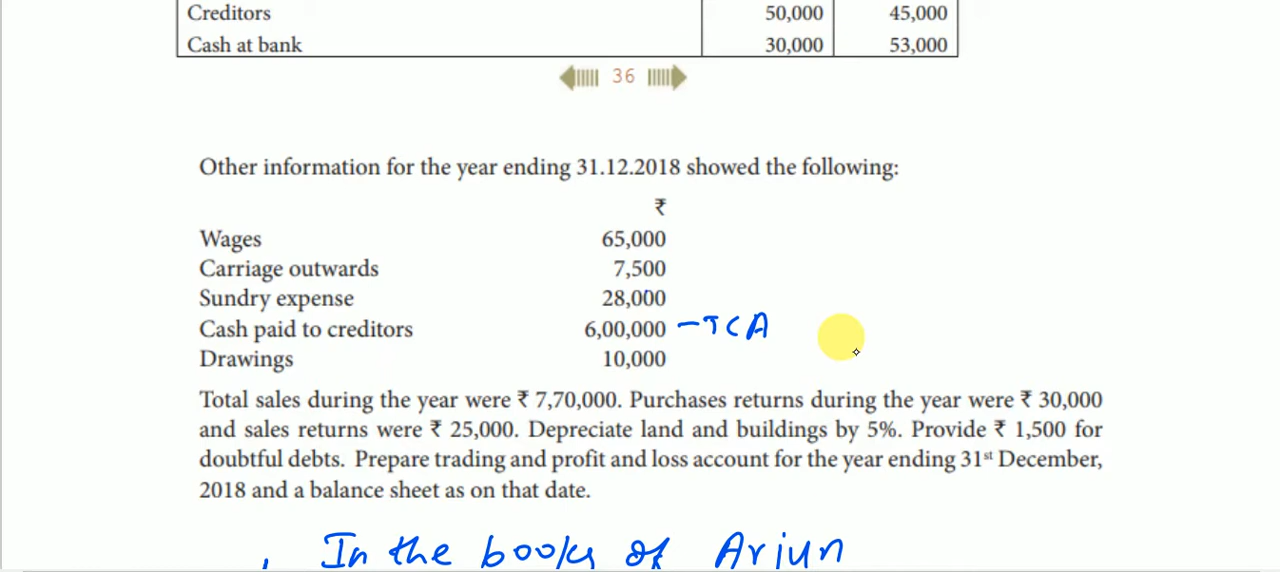 Creditors 50,000 45,000
Cash at bank 30,000 53,000
36
Other information for the year ending 31.12.2018 showed the following:
₹
Wages 65,000
Carriage outwards 7,500
Sundry expense 28,000
Cash paid to creditors 6,00,000 – TCA
Drawings 10,000
Total sales during the year were ₹ 7,70,000. Purchases returns during the year were ₹ 30,000
and sales returns were ₹ 25,000. Depreciate land and buildings by 5%. Provide ₹ 1,500 for
doubtful debts. Prepare trading and profit and loss account for the year ending 31st December,
2018 and a balance sheet as on that date.
In the books of Arjun